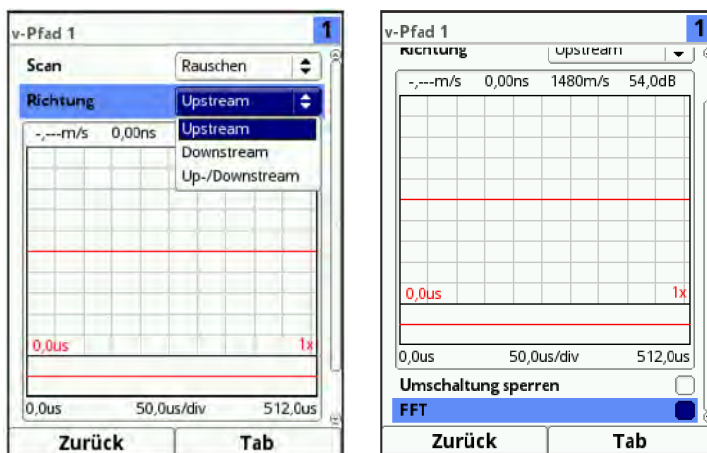 v-Pfad 1 1
Scan Rauschen
Richtung Upstream
-,---m/s 0,00ns
Upstream
Downstream
Up-/Downstream
0,0us 1x
0,0us 50,0us/div 512,0us
Zurück Tab
v-Pfad 1 1
Richtung Upstream
-,---m/s 0,00ns 1480m/s 54,0dB
0,0us 1x
0,0us 50,0us/div 512,0us
Umschaltung sperren
FFT
Zurück Tab